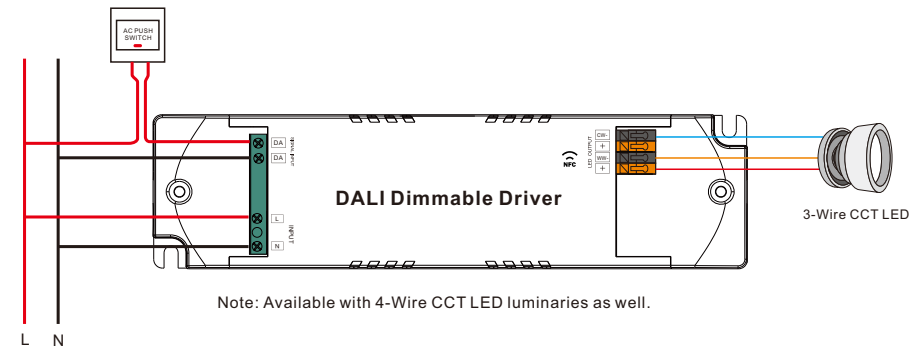 AC PUSH
SWITCH
DA
DA
L
N
INPUT
DALI Dimmable Driver
NFC
LED OUTPUT
CW-
+
WW-
+
3-Wire CCT LED
Note: Available with 4-Wire CCT LED luminaries as well.
L
N